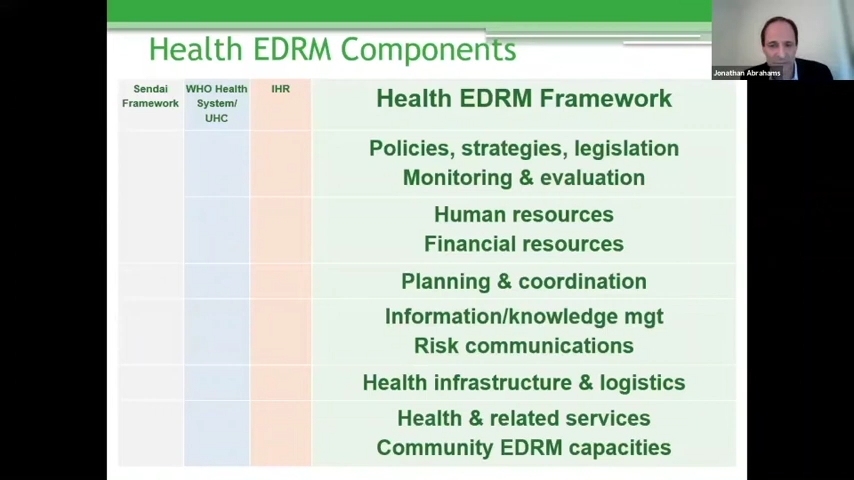 Health EDRM Components
Jonathan Abrahams
Sendai
Framework
WHO Health
System/
UHC
IHR
Health EDRM Framework
Policies, strategies, legislation
Monitoring & evaluation
Human resources
Financial resources
Planning & coordination
Information/knowledge mgt
Risk communications
Health infrastructure & logistics
Health & related services
Community EDRM capacities